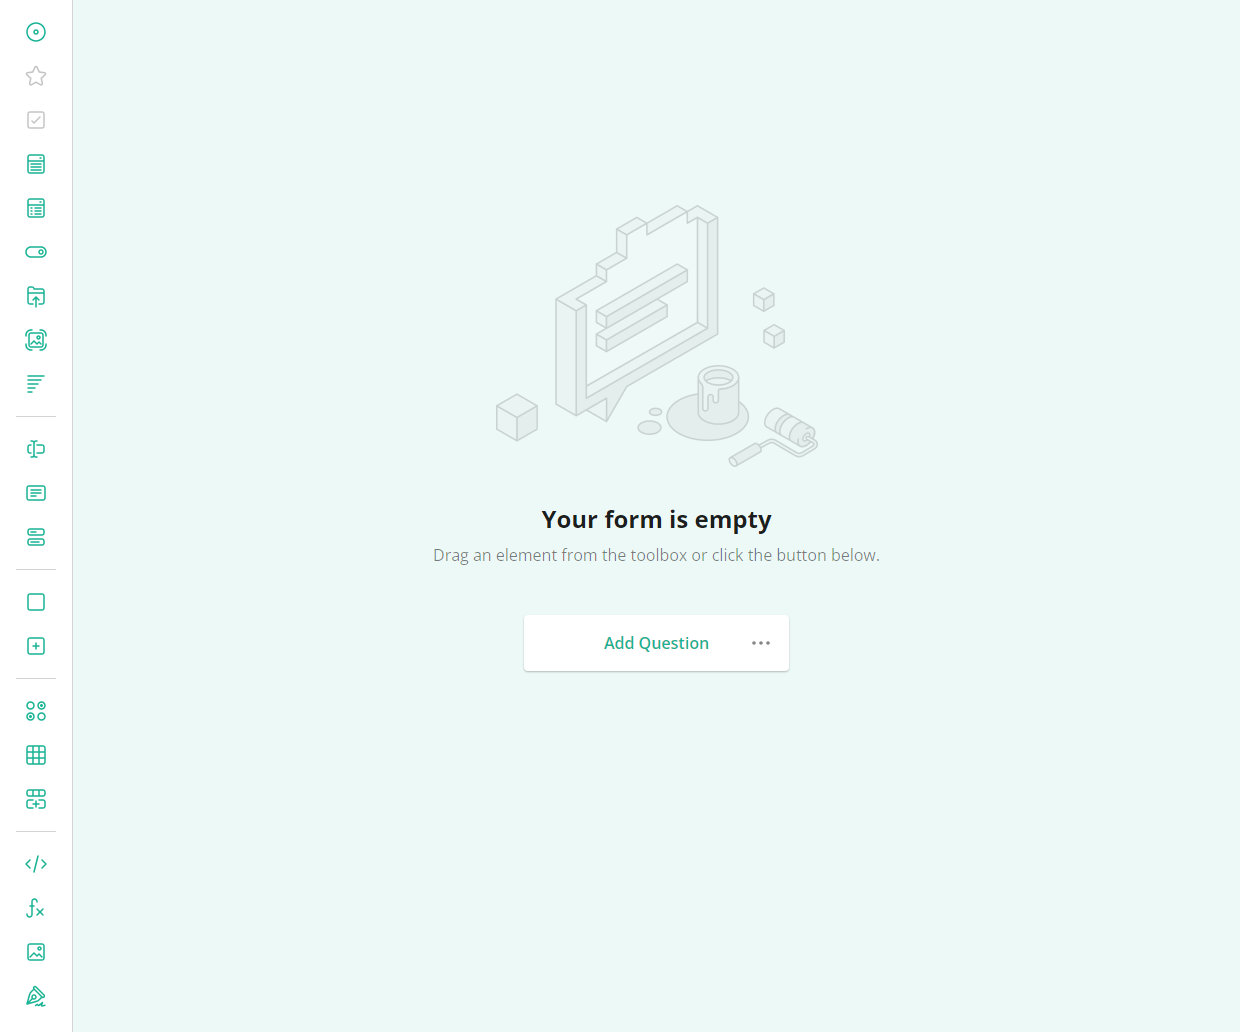 Your form is empty
Drag an element from the toolbox or click the button below.
Add Question